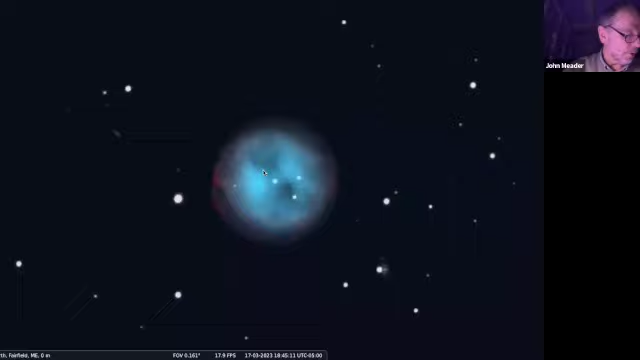 John Meader
th, Fairfield, ME, 0 m FOV 0.161° 17.9 FPS 17-03-2023 18:45:11 UTC-05:00